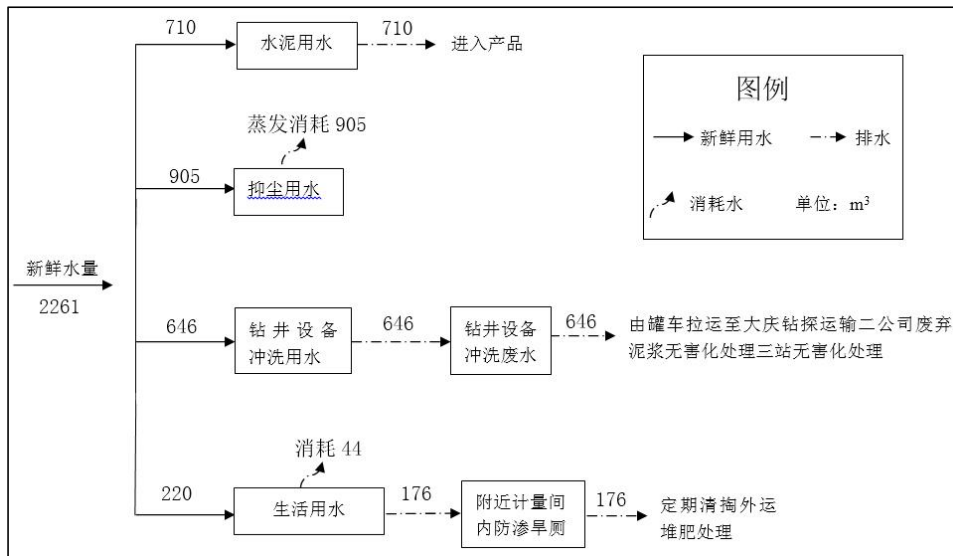 710
水泥用水
710
进入产品
图例
新鲜用水
排水
消耗水
单位：m³
蒸发消耗 905
905
抑尘用水
新鲜水量
2261
646
钻井设备
冲洗用水
646
钻井设备
冲洗废水
646
由罐车拉运至大庆钻探运输二公司废弃
泥浆无害化处理三站无害化处理
消耗 44
220
生活用水
176
附近计量间
内防渗旱厕
176
定期清掏外运
堆肥处理